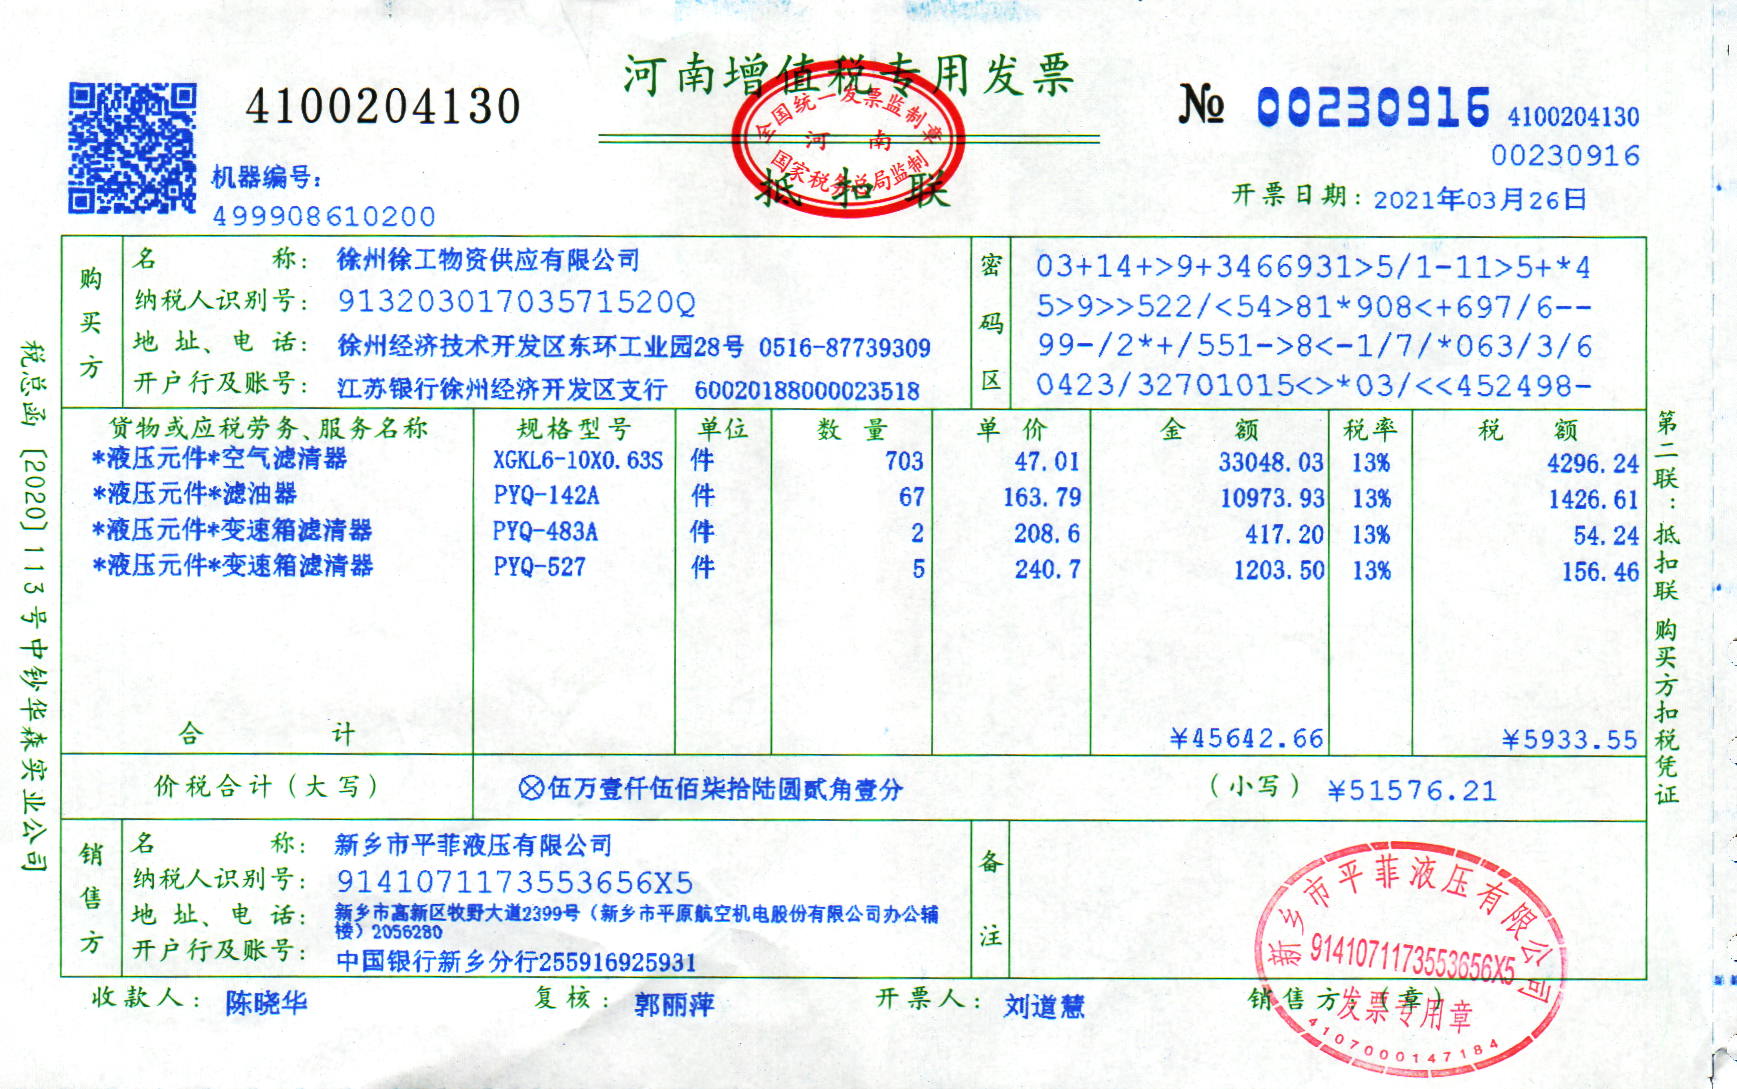 河南增值税专用发票
4100204130
№ 00230916 4100204130
00230916
全国统一发票监制章
河 南
国家税务总局监制
抵扣联
机器编号：
499908610200
开票日期：2021年03月26日
购买方
名 称：徐州徐工物资供应有限公司
纳税人识别号：91320301703571520Q
地 址、电 话：徐州经济技术开发区东环工业园28号 0516-87739309
开户行及账号：江苏银行徐州经济开发区支行 60020188000023518
密码区
03+14+>9+3466931>5/1-11>5+*4
5>9>>522/<54>81*908<+697/6--
99-/2*+/551->8<-1/7/*063/3/6
0423/32701015<>*03/<<452498-
货物或应税劳务、服务名称 规格型号 单位 数 量 单 价 金 额 税率 税 额
*液压元件*空气滤清器 XGKL6-10X0.63S 件 703 47.01 33048.03 13% 4296.24
*液压元件*滤油器 PYQ-142A 件 67 163.79 10973.93 13% 1426.61
*液压元件*变速箱滤清器 PYQ-483A 件 2 208.6 417.20 13% 54.24
*液压元件*变速箱滤清器 PYQ-527 件 5 240.7 1203.50 13% 156.46
合 计 ¥45642.66 ¥5933.55
价税合计（大写） ⊗伍万壹仟伍佰柒拾陆圆贰角壹分 （小写）¥51576.21
销售方
名 称：新乡市平菲液压有限公司
纳税人识别号：9141071173553656X5
地 址、电 话：新乡市高新区牧野大道2399号（新乡市平原航空机电股份有限公司办公辅
楼）2056280
开户行及账号：中国银行新乡分行255916925931
备注
收款人：陈晓华 复核：郭丽萍 开票人：刘道慧 销售方：（章）
新乡市平菲液压有限公司
9141071173553656X5
发票专用章
4107000147184
税总函〔2020〕113号中钞华森实业公司
第二联：抵扣联 购买方扣税凭证